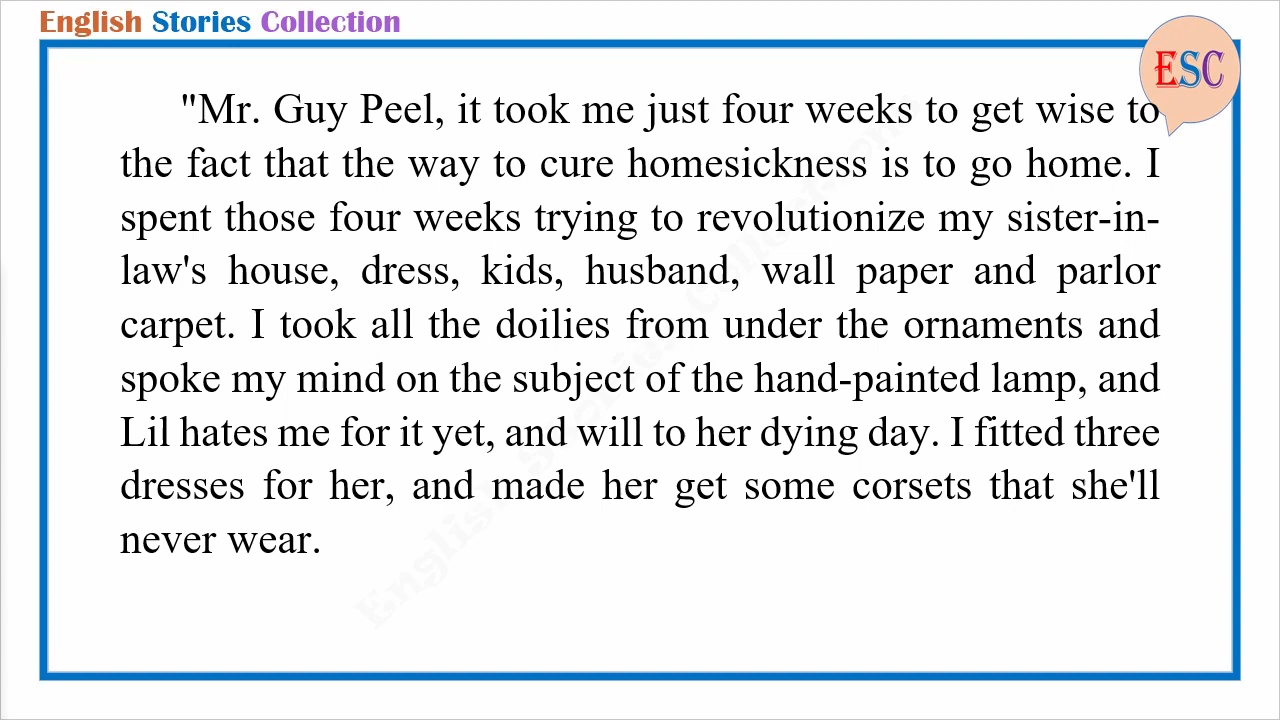 English Stories Collection
ESC
"Mr. Guy Peel, it took me just four weeks to get wise to
the fact that the way to cure homesickness is to go home. I
spent those four weeks trying to revolutionize my sister-in-
law's house, dress, kids, husband, wall paper and parlor
carpet. I took all the doilies from under the ornaments and
spoke my mind on the subject of the hand-painted lamp, and
Lil hates me for it yet, and will to her dying day. I fitted three
dresses for her, and made her get some corsets that she'll
never wear.
English Stories Collection